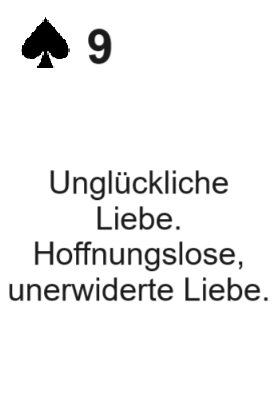 ♠ 9
Unglückliche
Liebe.
Hoffnungslose,
unerwiderte Liebe.